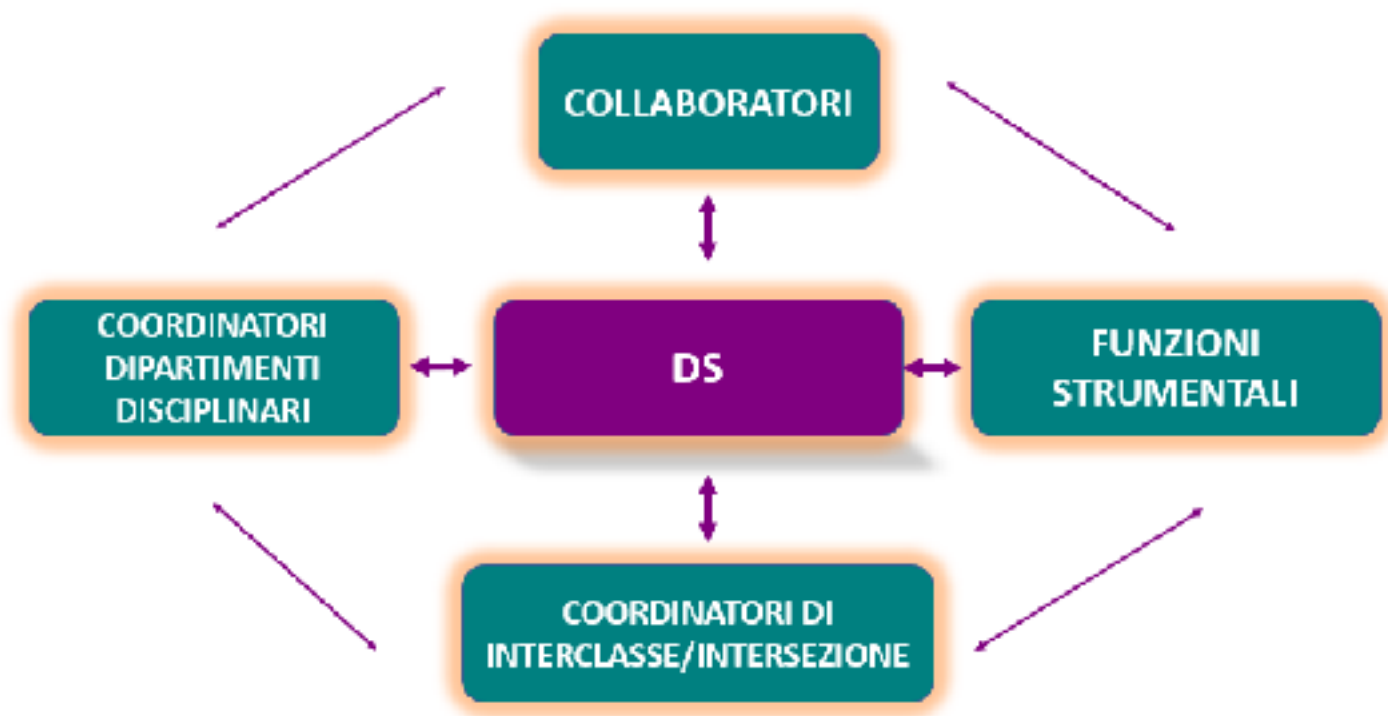 COLLABORATORI
COORDINATORI
DIPARTIMENTI
DISCIPLINARI
DS
FUNZIONI
STRUMENTALI
COORDINATORI DI
INTERCLASSE/INTERSEZIONE